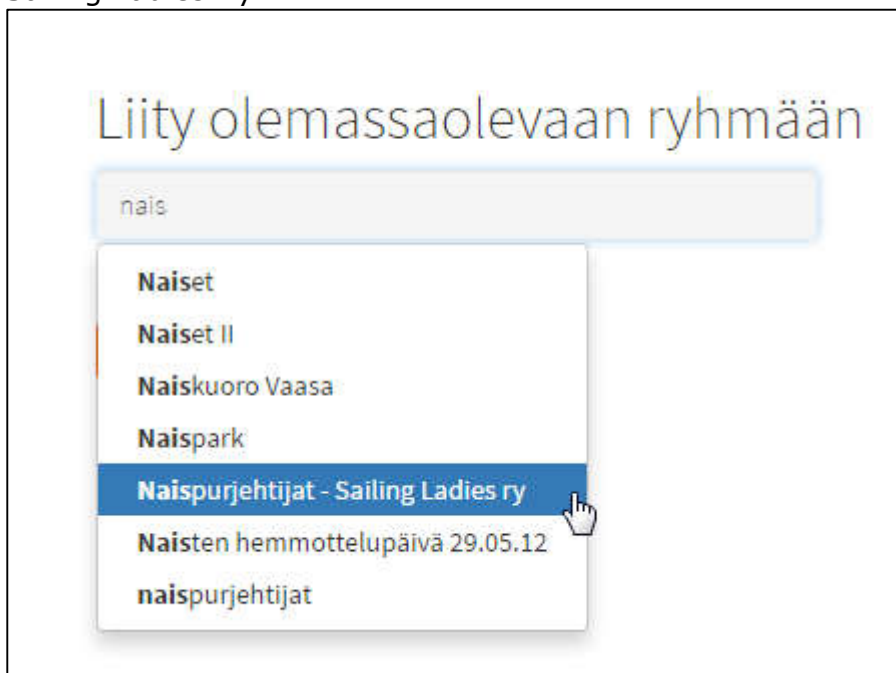 Liity olemassaolevaan ryhmään
nais
Naiset
Naiset II
Naiskuoro Vaasa
Naispark
Naispurjehtijat - Sailing Ladies ry
Naisten hemmottelupäivä 29.05.12
naispurjehtijat